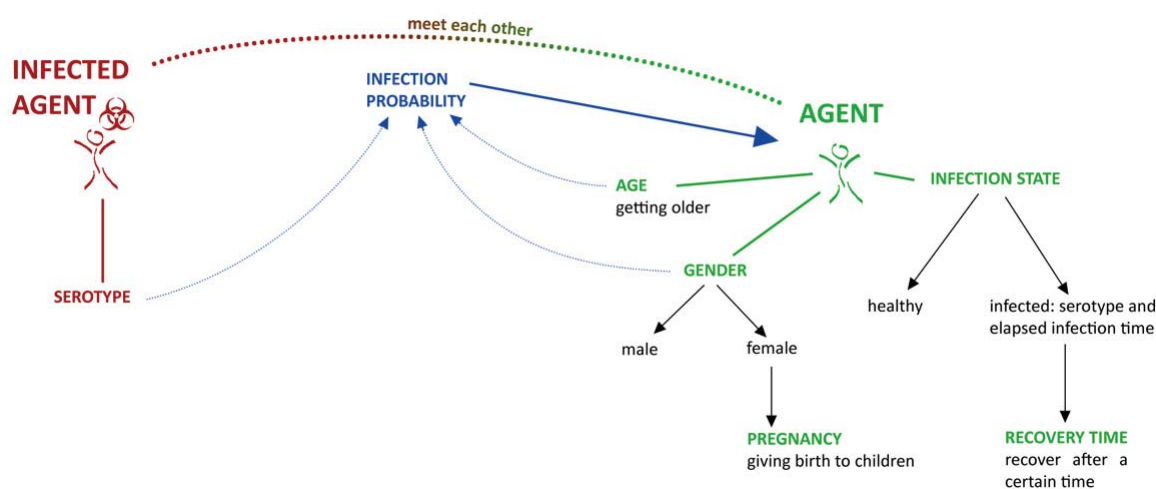 meet each other
INFECTED
AGENT
INFECTION
PROBABILITY
AGENT
AGE
getting older
INFECTION STATE
GENDER
SEROTYPE
healthy
infected: serotype and
elapsed infection time
male
female
PREGNANCY
giving birth to children
RECOVERY TIME
recover after a
certain time